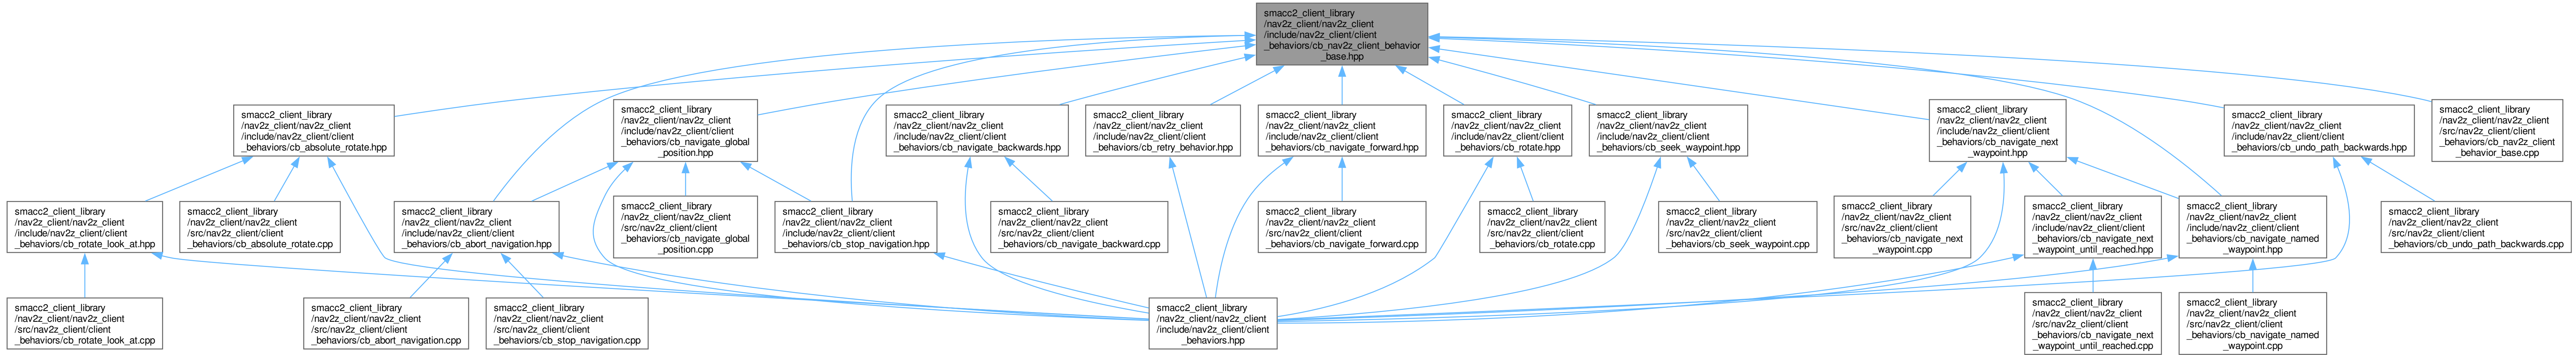 smacc2_client_library
/nav2z_client/nav2z_client
/include/nav2z_client/client
_behaviors/cb_nav2z_client_behavior
_base.hpp
smacc2_client_library
/nav2z_client/nav2z_client
/include/nav2z_client/client
_behaviors/cb_absolute_rotate.hpp
smacc2_client_library
/nav2z_client/nav2z_client
/include/nav2z_client/client
_behaviors/cb_navigate_global
_position.hpp
smacc2_client_library
/nav2z_client/nav2z_client
/include/nav2z_client/client
_behaviors/cb_navigate_backwards.hpp
smacc2_client_library
/nav2z_client/nav2z_client
/include/nav2z_client/client
_behaviors/cb_retry_behavior.hpp
smacc2_client_library
/nav2z_client/nav2z_client
/include/nav2z_client/client
_behaviors/cb_navigate_forward.hpp
smacc2_client_library
/nav2z_client/nav2z_client
/include/nav2z_client/client
_behaviors/cb_rotate.hpp
smacc2_client_library
/nav2z_client/nav2z_client
/include/nav2z_client/client
_behaviors/cb_seek_waypoint.hpp
smacc2_client_library
/nav2z_client/nav2z_client
/include/nav2z_client/client
_behaviors/cb_navigate_next
_waypoint.hpp
smacc2_client_library
/nav2z_client/nav2z_client
/include/nav2z_client/client
_behaviors/cb_undo_path_backwards.hpp
smacc2_client_library
/nav2z_client/nav2z_client
/src/nav2z_client/client
_behaviors/cb_nav2z_client
_behavior_base.cpp
smacc2_client_library
/nav2z_client/nav2z_client
/include/nav2z_client/client
_behaviors/cb_rotate_look_at.hpp
smacc2_client_library
/nav2z_client/nav2z_client
/src/nav2z_client/client
_behaviors/cb_absolute_rotate.cpp
smacc2_client_library
/nav2z_client/nav2z_client
/include/nav2z_client/client
_behaviors/cb_abort_navigation.hpp
smacc2_client_library
/nav2z_client/nav2z_client
/src/nav2z_client/client
_behaviors/cb_navigate_global
_position.cpp
smacc2_client_library
/nav2z_client/nav2z_client
/include/nav2z_client/client
_behaviors/cb_stop_navigation.hpp
smacc2_client_library
/nav2z_client/nav2z_client
/src/nav2z_client/client
_behaviors/cb_navigate_backward.cpp
smacc2_client_library
/nav2z_client/nav2z_client
/src/nav2z_client/client
_behaviors/cb_navigate_forward.cpp
smacc2_client_library
/nav2z_client/nav2z_client
/src/nav2z_client/client
_behaviors/cb_rotate.cpp
smacc2_client_library
/nav2z_client/nav2z_client
/src/nav2z_client/client
_behaviors/cb_seek_waypoint.cpp
smacc2_client_library
/nav2z_client/nav2z_client
/src/nav2z_client/client
_behaviors/cb_navigate_next
_waypoint.cpp
smacc2_client_library
/nav2z_client/nav2z_client
/include/nav2z_client/client
_behaviors/cb_navigate_next
_waypoint_until_reached.hpp
smacc2_client_library
/nav2z_client/nav2z_client
/include/nav2z_client/client
_behaviors/cb_navigate_named
_waypoint.hpp
smacc2_client_library
/nav2z_client/nav2z_client
/src/nav2z_client/client
_behaviors/cb_undo_path_backwards.cpp
smacc2_client_library
/nav2z_client/nav2z_client
/src/nav2z_client/client
_behaviors/cb_rotate_look_at.cpp
smacc2_client_library
/nav2z_client/nav2z_client
/src/nav2z_client/client
_behaviors/cb_abort_navigation.cpp
smacc2_client_library
/nav2z_client/nav2z_client
/src/nav2z_client/client
_behaviors/cb_stop_navigation.cpp
smacc2_client_library
/nav2z_client/nav2z_client
/include/nav2z_client/client
_behaviors.hpp
smacc2_client_library
/nav2z_client/nav2z_client
/src/nav2z_client/client
_behaviors/cb_navigate_next
_waypoint_until_reached.cpp
smacc2_client_library
/nav2z_client/nav2z_client
/src/nav2z_client/client
_behaviors/cb_navigate_named
_waypoint.cpp